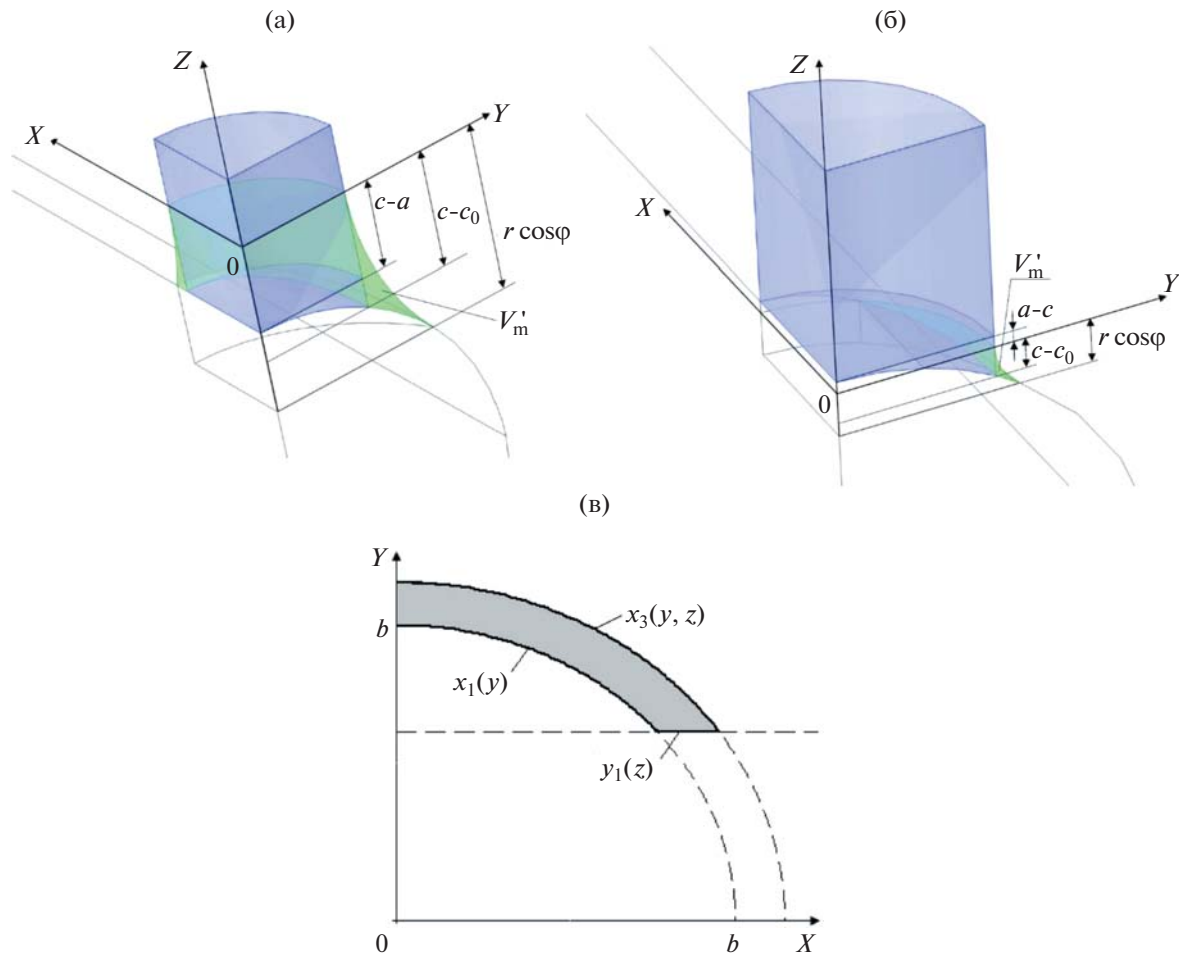 (а)
Z
X
Y
c-a
c-c₀
r cosφ
0
V'ₘ
(б)
Z
X
V'ₘ
Y
a-c
c-c₀
r cosφ
0
(в)
Y
x₃(y, z)
b
x₁(y)
y₁(z)
0
b
X